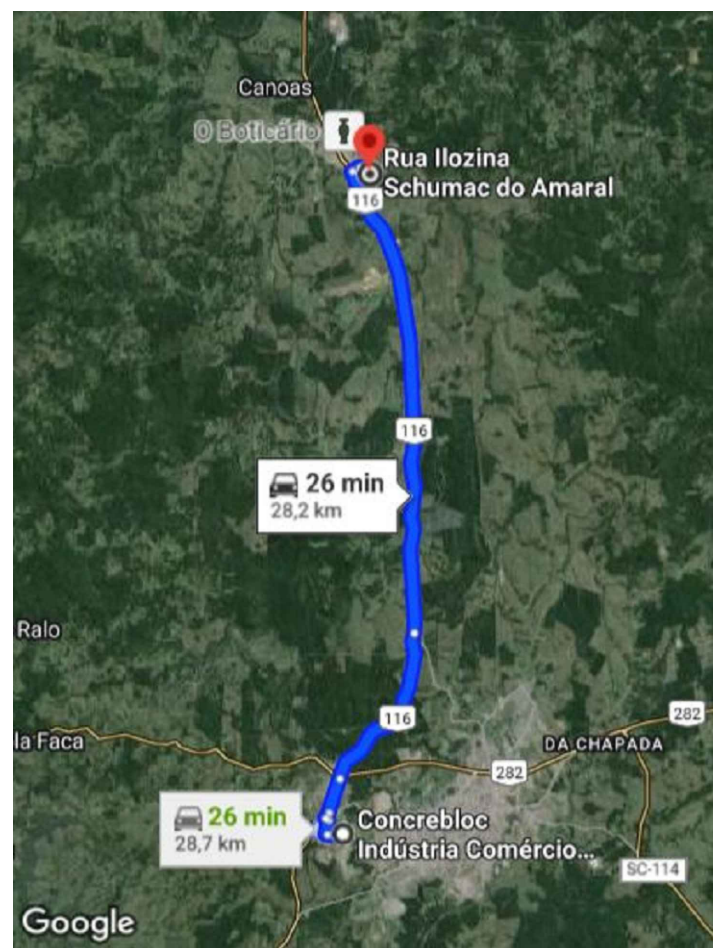 Canoas
O Boticário
Rua Ilozina
Schumac do Amaral
116
116
26 min
28,2 km
Ralo
116
282
la Faca
DA CHAPADA
282
26 min
28,7 km
Concrebloc
Indústria Comércio...
SC-114
Google